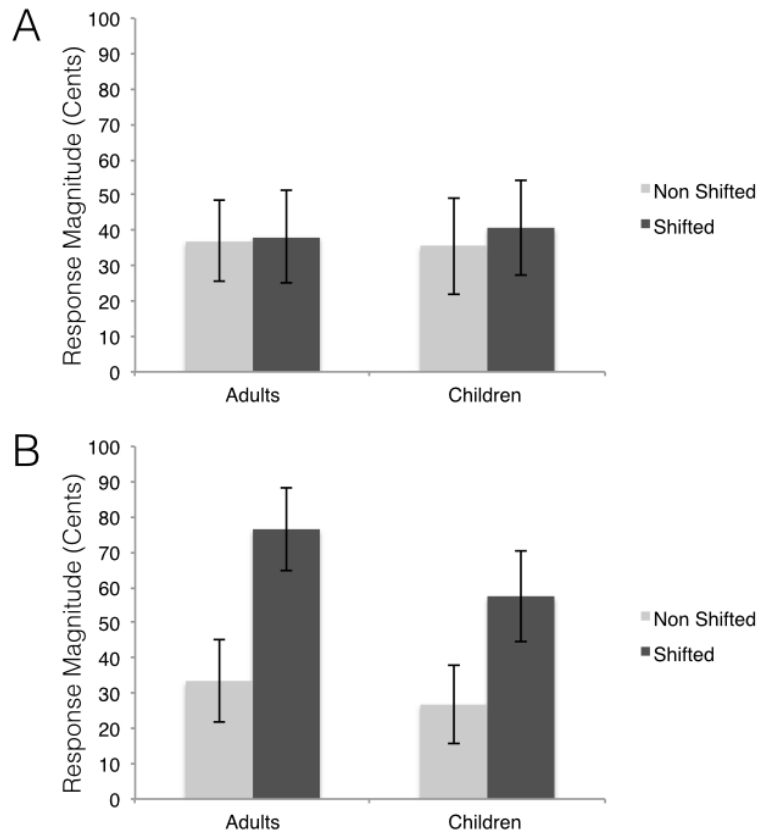 A
Response Magnitude (Cents)
100
90
80
70
60
50
40
30
20
10
0
Adults
Children
Non Shifted
Shifted
B
Response Magnitude (Cents)
100
90
80
70
60
50
40
30
20
10
0
Adults
Children
Non Shifted
Shifted